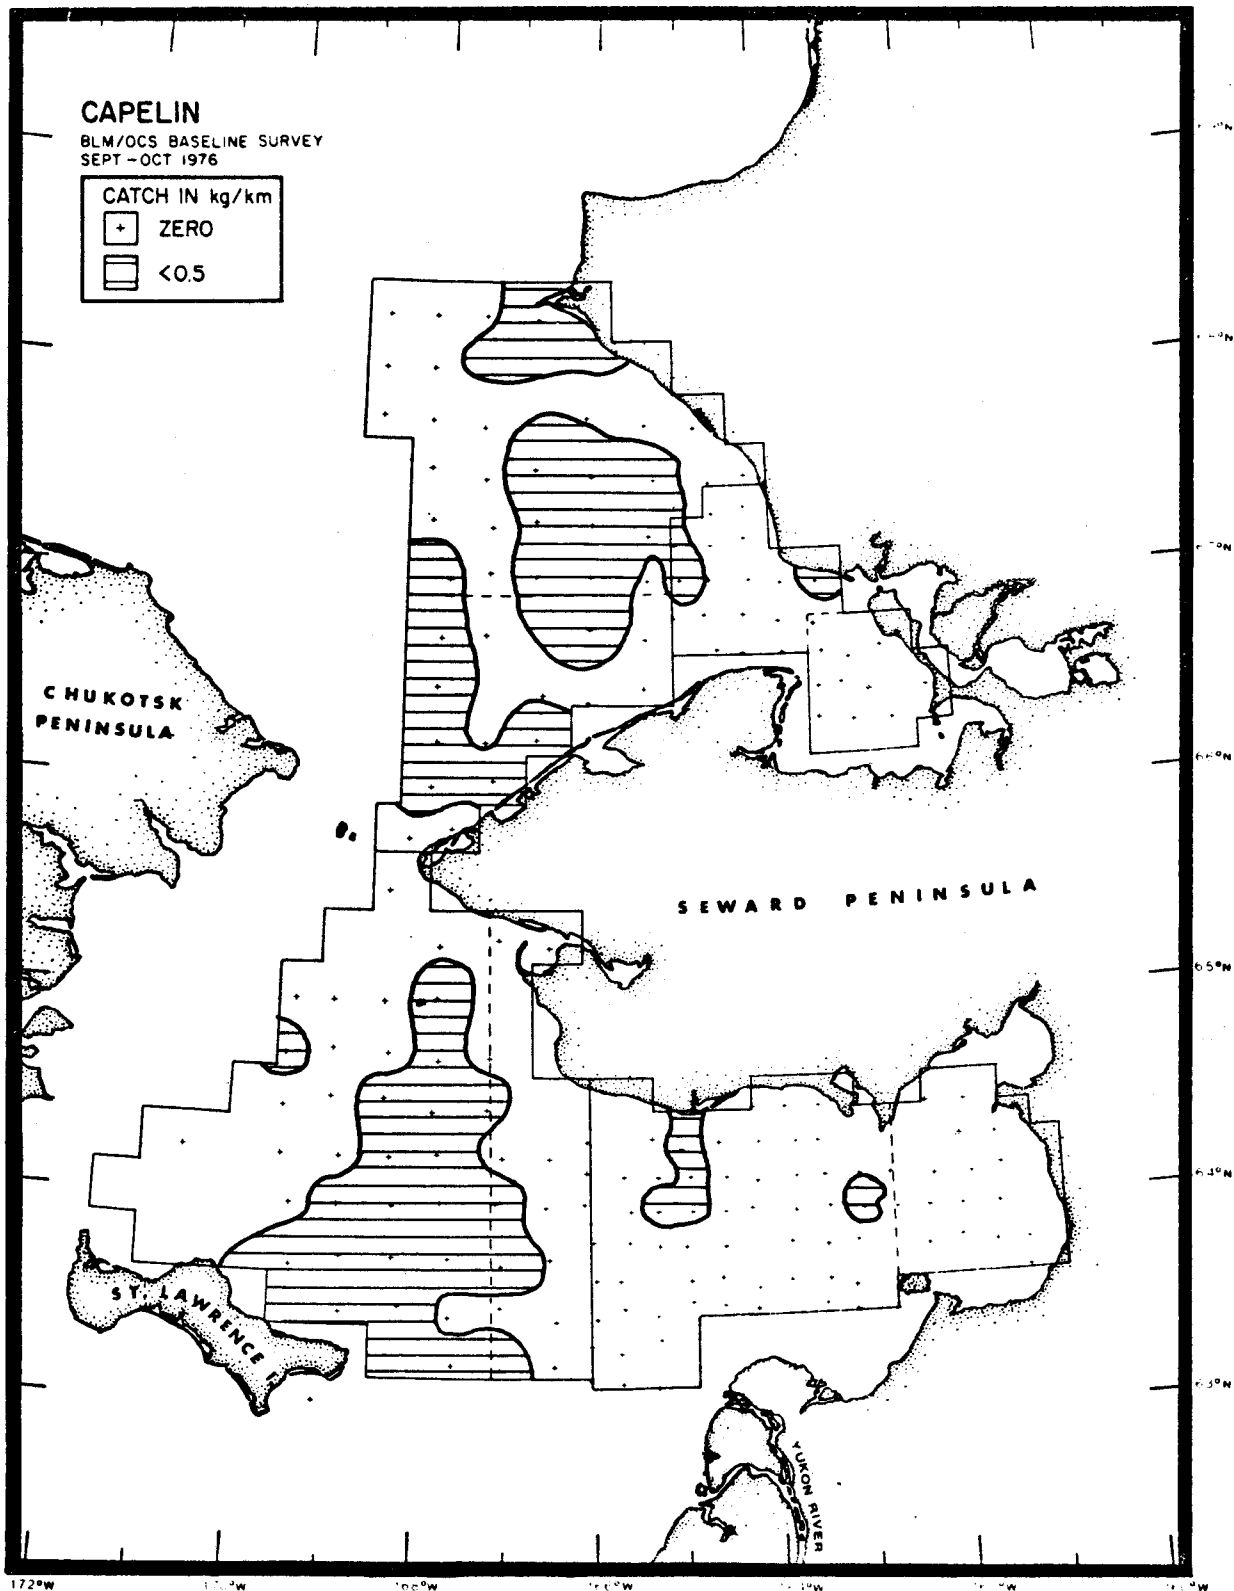 CAPELIN
BLM/OCS BASELINE SURVEY
SEPT-OCT 1976
CATCH IN kg/km
ZERO
<0.5
CHUKOTSK
PENINSULA
66°N
SEWARD PENINSULA
65°N
64°N
ST. LAWRENCE I.
63°N
YUKON RIVER
172°W